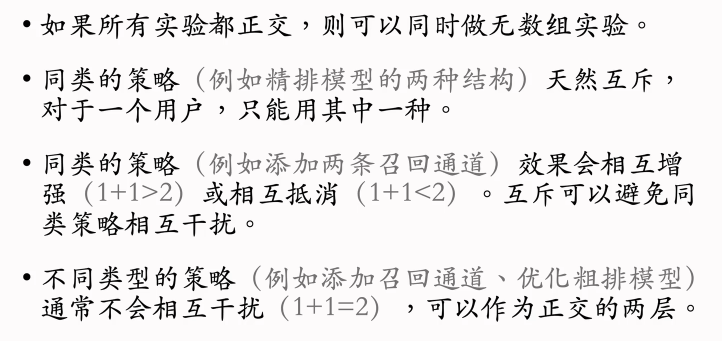 • 如果所有实验都正交，则可以同时做无数组实验。
• 同类的策略（例如精排模型的两种结构）天然互斥，
对于一个用户，只能用其中一种。
• 同类的策略（例如添加两条召回通道）效果会相互增
强（1+1>2）或相互抵消（1+1<2）。互斥可以避免同
类策略相互干扰。
• 不同类型的策略（例如添加召回通道、优化粗排模型）
通常不会相互干扰（1+1=2），可以作为正交的两层。